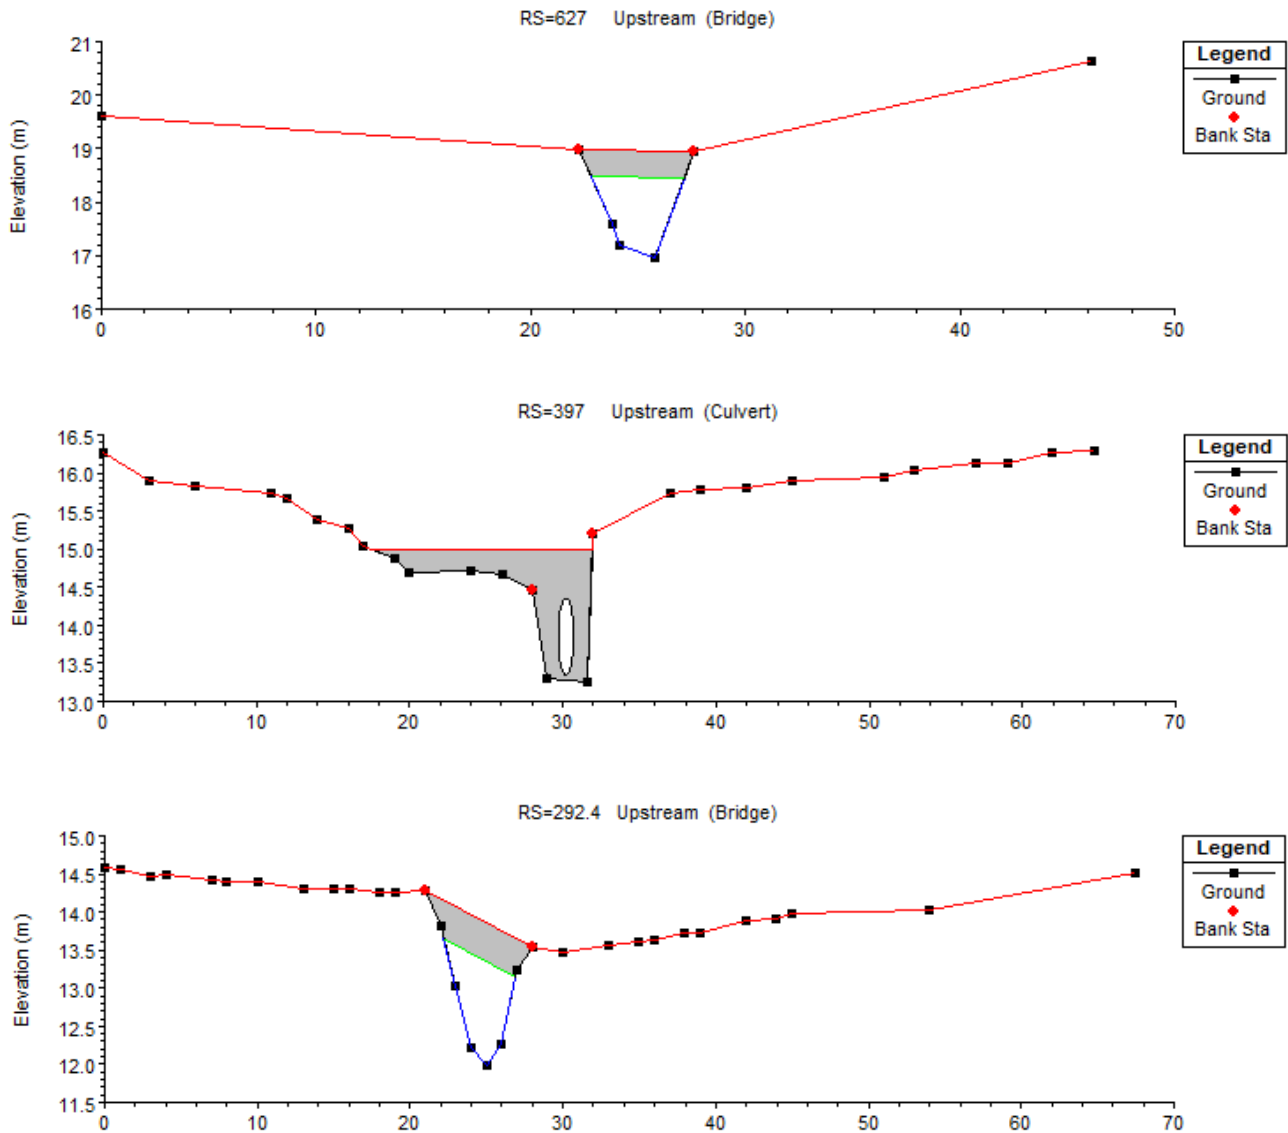 RS=627 Upstream (Bridge)
Elevation (m)
21
20
19
18
17
16
0 10 20 30 40 50
Legend
Ground
Bank Sta
RS=397 Upstream (Culvert)
Elevation (m)
16.5
16.0
15.5
15.0
14.5
14.0
13.5
13.0
0 10 20 30 40 50 60 70
Legend
Ground
Bank Sta
RS=292.4 Upstream (Bridge)
Elevation (m)
15.0
14.5
14.0
13.5
13.0
12.5
12.0
11.5
0 10 20 30 40 50 60 70
Legend
Ground
Bank Sta